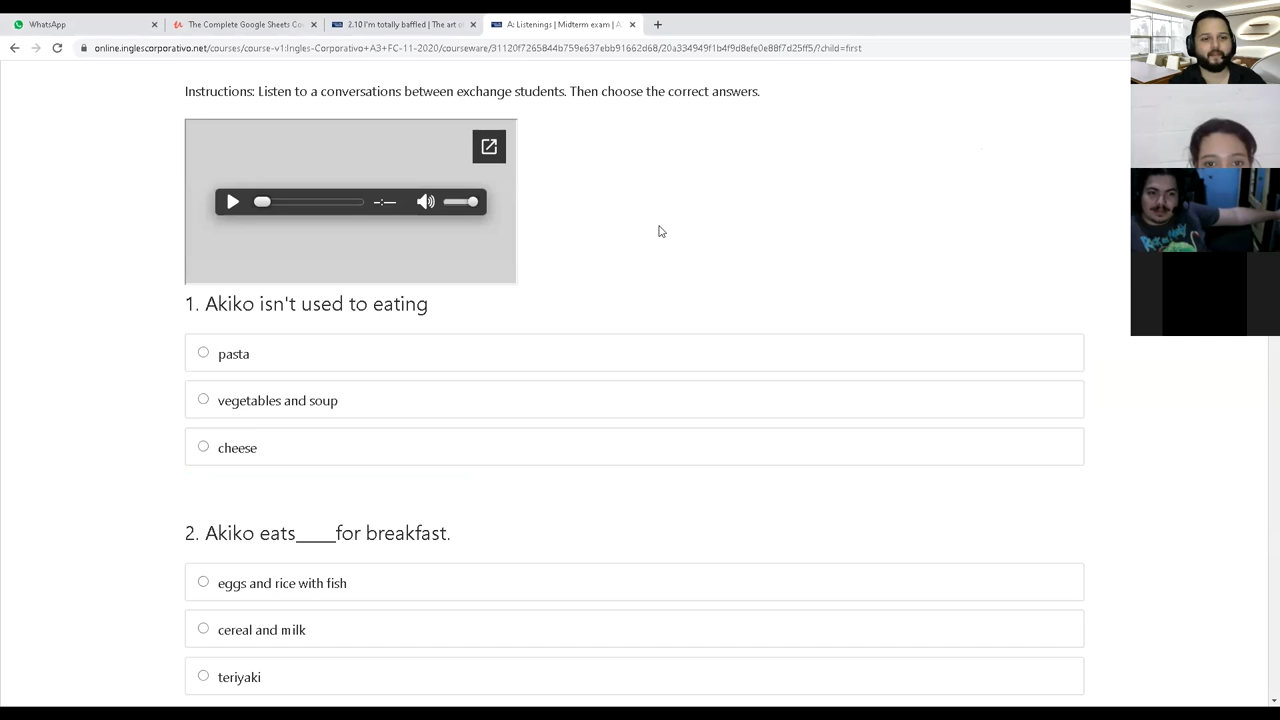 WhatsApp
The Complete Google Sheets Co
2.10 I'm totally baffled | The art of
A: Listenings | Midterm exam | A
online.inglescorporativo.net/courses/course-v1:Ingles-Corporativo+A3+FC-11-2020/courseware/31120f7265844b759e637ebb91662d68/20a334949f1b4f9d8efe0e88f7d25ff5/?child=first
Instructions: Listen to a conversations between exchange students. Then choose the correct answers.
-:--
1. Akiko isn't used to eating
pasta
vegetables and soup
cheese
2. Akiko eats____for breakfast.
eggs and rice with fish
cereal and milk
teriyaki